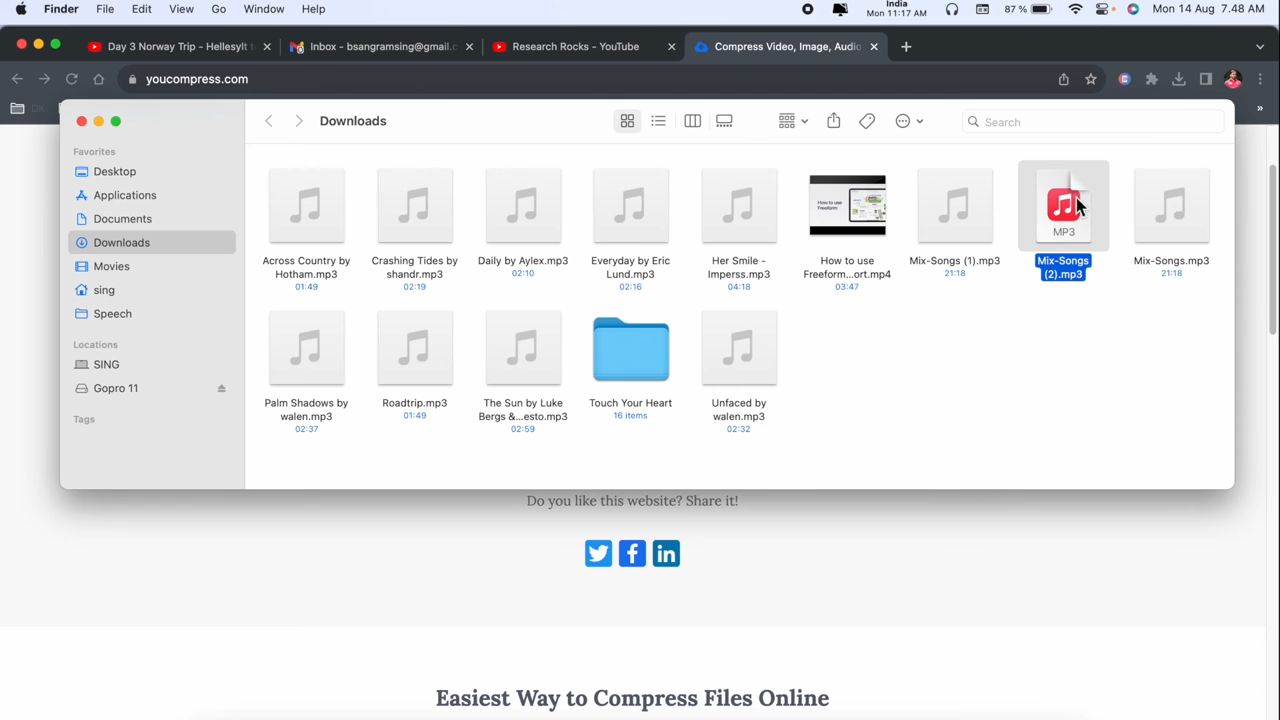 Finder File Edit View Go Window Help India Mon 11:17 AM 87 % Mon 14 Aug 7.48 AM
Day 3 Norway Trip - Hellesylt Inbox - bsangramsing@gmail.c Research Rocks - YouTube Compress Video, Image, Audio
youcompress.com
Downloads Search
Favorites
Desktop
Applications
Documents
Downloads
Movies
sing
Speech
Locations
SING
Gopro 11
Tags
Across Country by
Hotham.mp3
01:49
Crashing Tides by
shandr.mp3
02:19
Daily by Aylex.mp3
02:10
Everyday by Eric
Lund.mp3
02:16
Her Smile -
Imperss.mp3
04:18
How to use
Freeform...ort.mp4
03:47
Mix-Songs (1).mp3
21:18
MP3
Mix-Songs
(2).mp3
Mix-Songs.mp3
21:18
Palm Shadows by
walen.mp3
02:37
Roadtrip.mp3
01:49
The Sun by Luke
Bergs &...esto.mp3
02:59
Touch Your Heart
16 items
Unfaced by
walen.mp3
02:32
Do you like this website? Share it!
Easiest Way to Compress Files Online